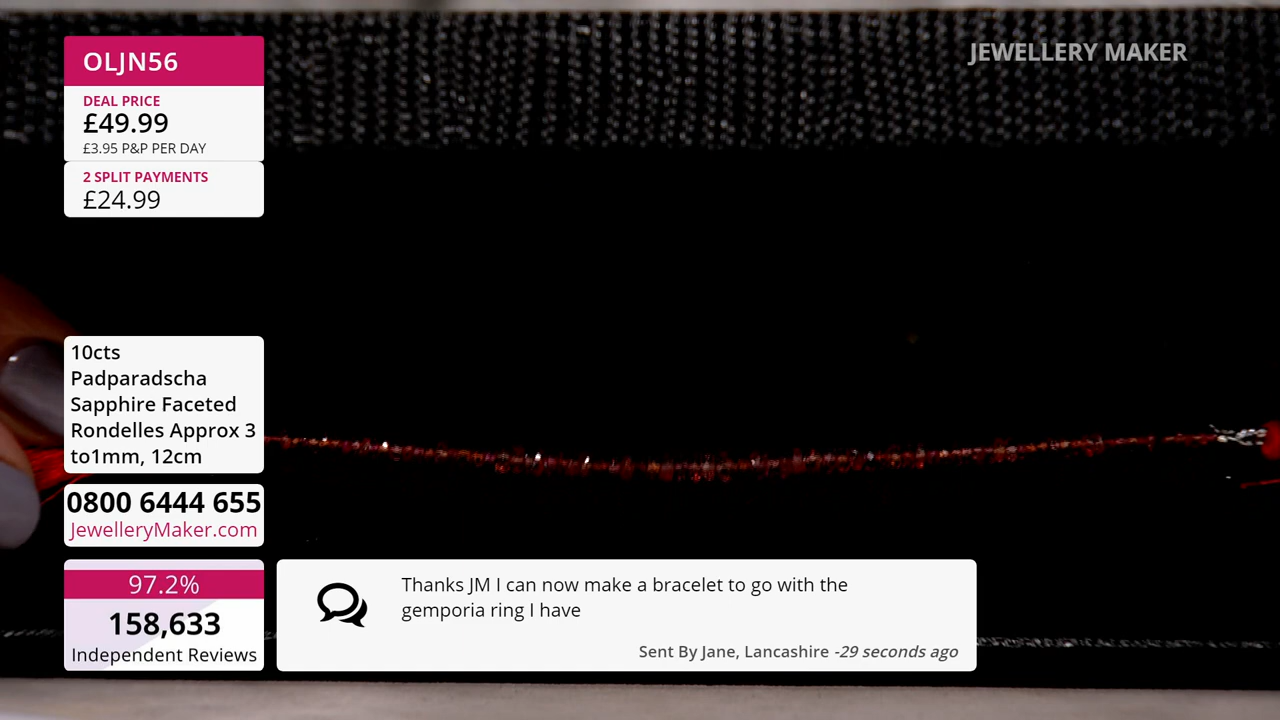 OLJN56
DEAL PRICE
£49.99
£3.95 P&P PER DAY
2 SPLIT PAYMENTS
£24.99
JEWELLERY MAKER
10cts
Padparadscha
Sapphire Faceted
Rondelles Approx 3
to1mm, 12cm
0800 6444 655
JewelleryMaker.com
97.2%
158,633
Independent Reviews
Thanks JM I can now make a bracelet to go with the
gemporia ring I have
Sent By Jane, Lancashire -29 seconds ago